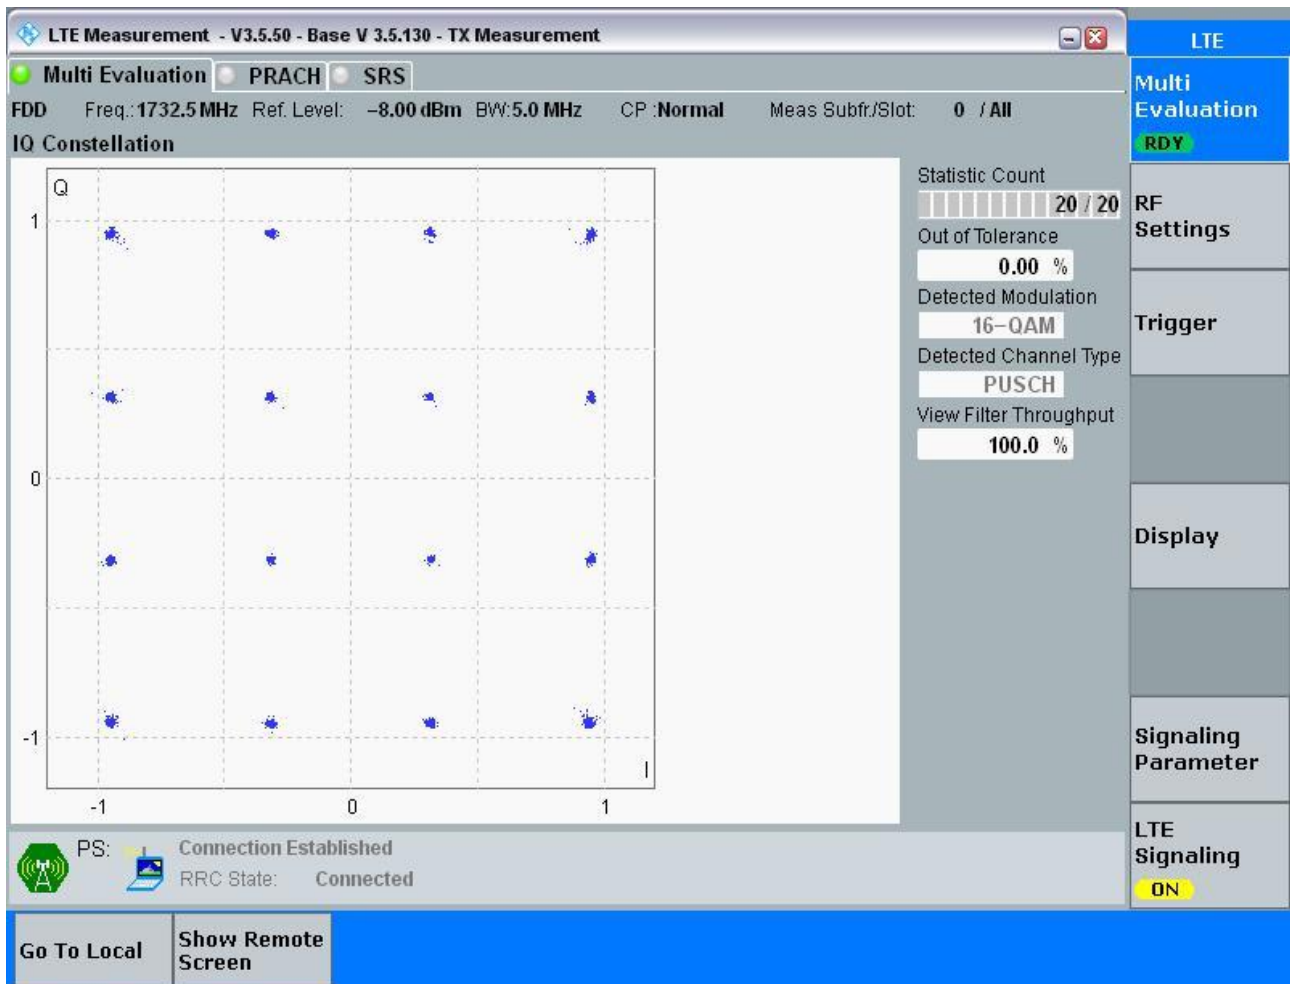 LTE Measurement - V3.5.50 - Base V 3.5.130 - TX Measurement
LTE
Multi Evaluation PRACH SRS
FDD Freq.: 1732.5 MHz Ref. Level: -8.00 dBm BW: 5.0 MHz CP : Normal Meas Subfr./Slot: 0 / All
IQ Constellation
Q
1
0
-1
-1 0 1
I
Statistic Count
20 / 20
Out of Tolerance
0.00 %
Detected Modulation
16-QAM
Detected Channel Type
PUSCH
View Filter Throughput
100.0 %
Multi
Evaluation
RDY
RF
Settings
Trigger
Display
Signaling
Parameter
LTE
Signaling
ON
PS: Connection Established
RRC State: Connected
Go To Local
Show Remote
Screen